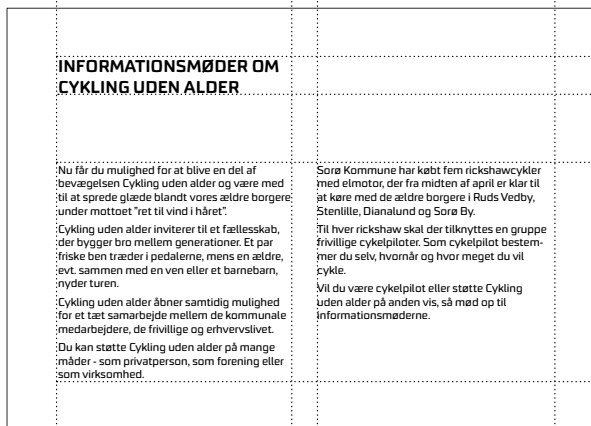 INFORMATIONSMØDER OM
CYKLING UDEN ALDER
Nu får du mulighed for at blive en del af
bevægelsen Cykling uden alder og være med
til at sprede glæde blandt vores ældre borgere
under mottoet "ret til vind i håret".
Cykling uden alder inviterer til et fællesskab,
der bygger bro mellem generationer. Et par
friske ben træder i pedalerne, mens en ældre,
evt. sammen med en ven eller et barnebarn,
nyder turen.
Cykling uden alder åbner samtidig mulighed
for et tæt samarbejde mellem de kommunale
medarbejdere, de frivillige og erhvervslivet.
Du kan støtte Cykling uden alder på mange
måder - som privatperson, som forening eller
som virksomhed.
Sorø Kommune har købt fem rickshawcykler
med elmotor, der fra midten af april er klar til
at køre med de ældre borgere i Ruds Vedby,
Stenlille, Dianalund og Sorø By.
Til hver rickshaw skal der tilknyttes en gruppe
frivillige cykelpiloter. Som cykelpilot bestem-
mer du selv, hvornår og hvor meget du vil
cykle.
Vil du være cykelpilot eller støtte Cykling
uden alder på anden vis, så mød op til
informationsmøderne.